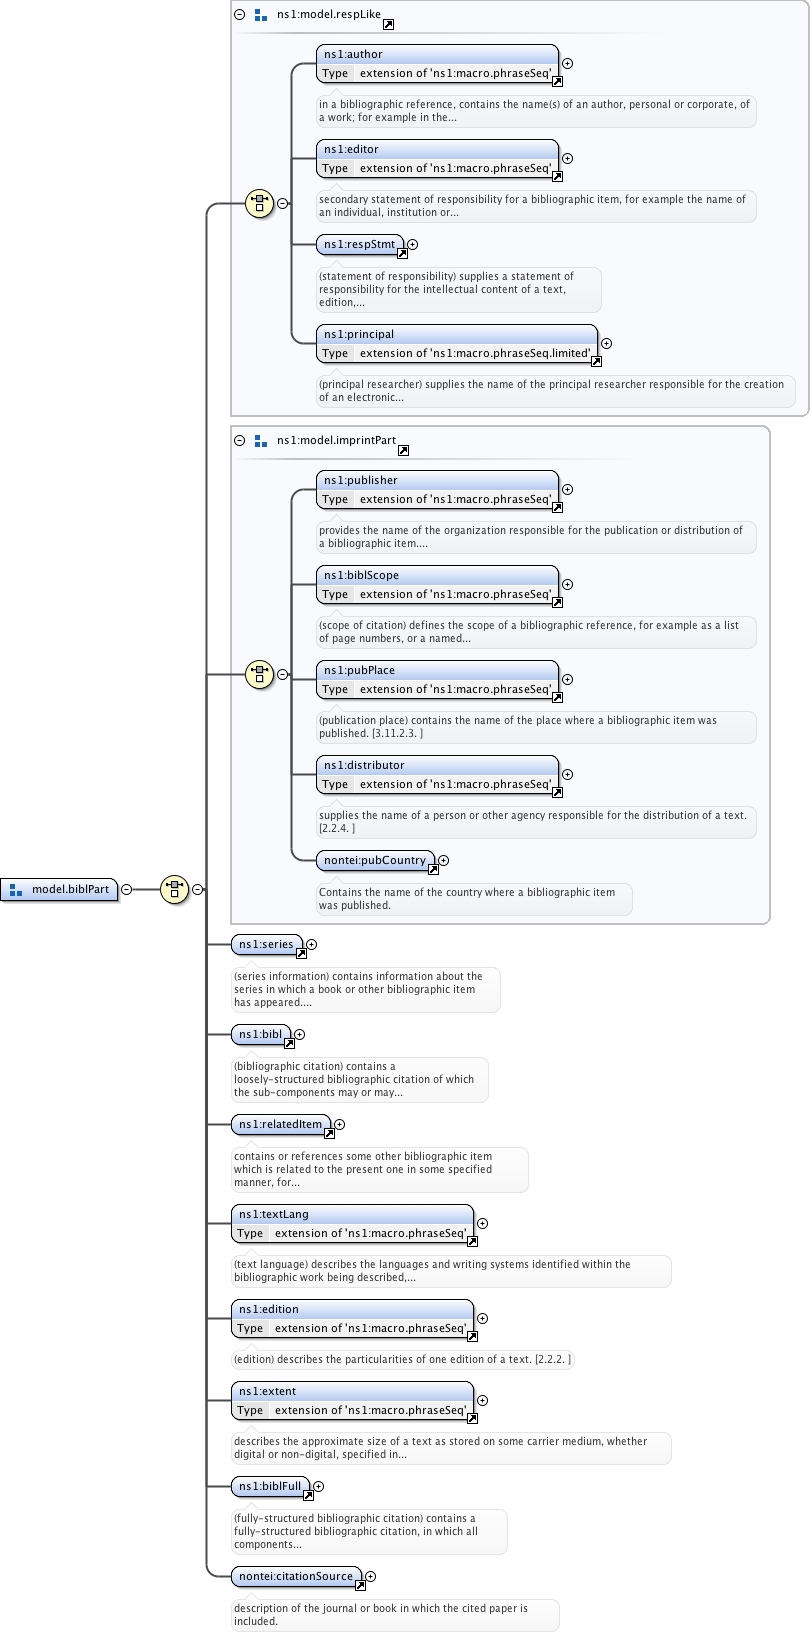 ns1:model.respLike
ns1:author
Type extension of 'ns1:macro.phraseSeq'
in a bibliographic reference, contains the name(s) of an author, personal or corporate, of
a work; for example in the...
ns1:editor
Type extension of 'ns1:macro.phraseSeq'
secondary statement of responsibility for a bibliographic item, for example the name of
an individual, institution or...
ns1:respStmt
(statement of responsibility) supplies a statement of
responsibility for the intellectual content of a text,
edition,...
ns1:principal
Type extension of 'ns1:macro.phraseSeq.limited'
(principal researcher) supplies the name of the principal researcher responsible for the creation
of an electronic...
ns1:model.imprintPart
ns1:publisher
Type extension of 'ns1:macro.phraseSeq'
provides the name of the organization responsible for the publication or distribution of
a bibliographic item....
ns1:biblScope
Type extension of 'ns1:macro.phraseSeq'
(scope of citation) defines the scope of a bibliographic reference, for example as a list
of page numbers, or a named...
ns1:pubPlace
Type extension of 'ns1:macro.phraseSeq'
(publication place) contains the name of the place where a bibliographic item was
published. [3.11.2.3. ]
ns1:distributor
Type extension of 'ns1:macro.phraseSeq'
supplies the name of a person or other agency responsible for the distribution of a text.
[2.2.4. ]
nontei:pubCountry
Contains the name of the country where a bibliographic item
was published.
model.biblPart
ns1:series
(series information) contains information about the
series in which a book or other bibliographic item
has appeared....
ns1:bibl
(bibliographic citation) contains a
loosely-structured bibliographic citation of which
the sub-components may or may...
ns1:relatedItem
contains or references some other bibliographic item
which is related to the present one in some specified
manner, for...
ns1:textLang
Type extension of 'ns1:macro.phraseSeq'
(text language) describes the languages and writing systems identified within the
bibliographic work being described,...
ns1:edition
Type extension of 'ns1:macro.phraseSeq'
(edition) describes the particularities of one edition of a text. [2.2.2. ]
ns1:extent
Type extension of 'ns1:macro.phraseSeq'
describes the approximate size of a text as stored on some carrier medium, whether
digital or non-digital, specified in...
ns1:biblFull
(fully-structured bibliographic citation) contains a
fully-structured bibliographic citation, in which all
components...
nontei:citationSource
description of the journal or book in which the cited paper is
included.